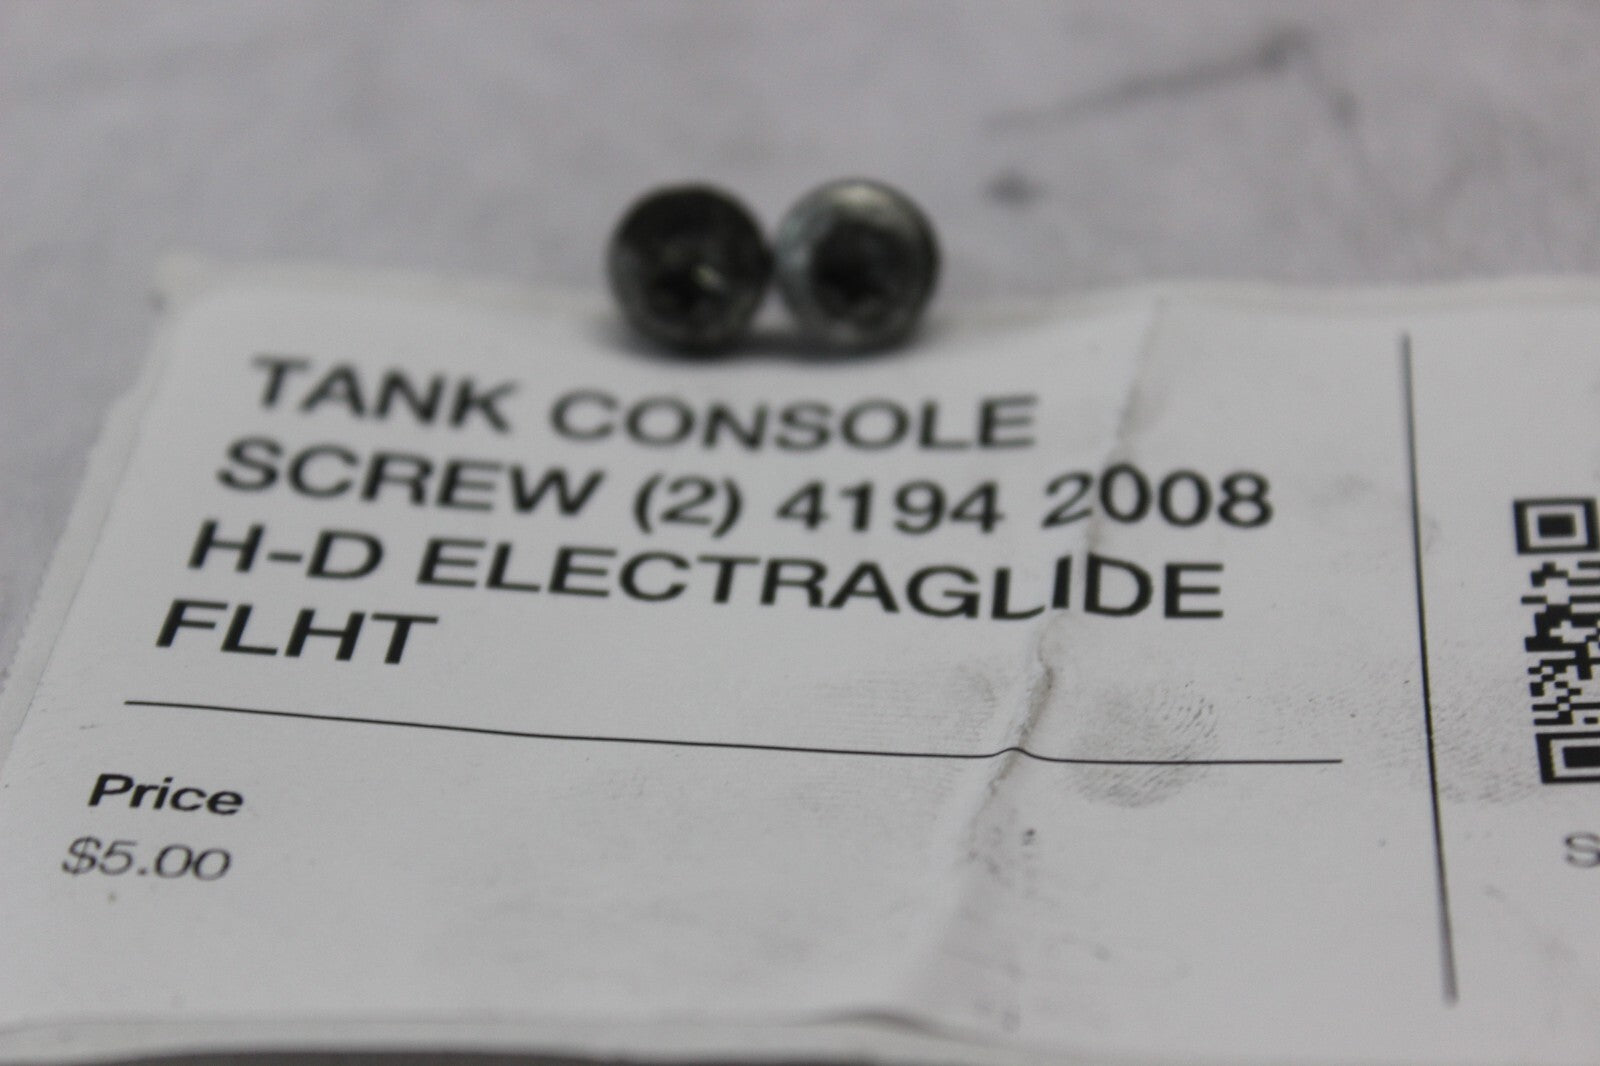 TANK CONSOLE
SCREW (2) 4194 2008
H-D ELECTRAGLIDE
FLHT
Price
$5.00
S